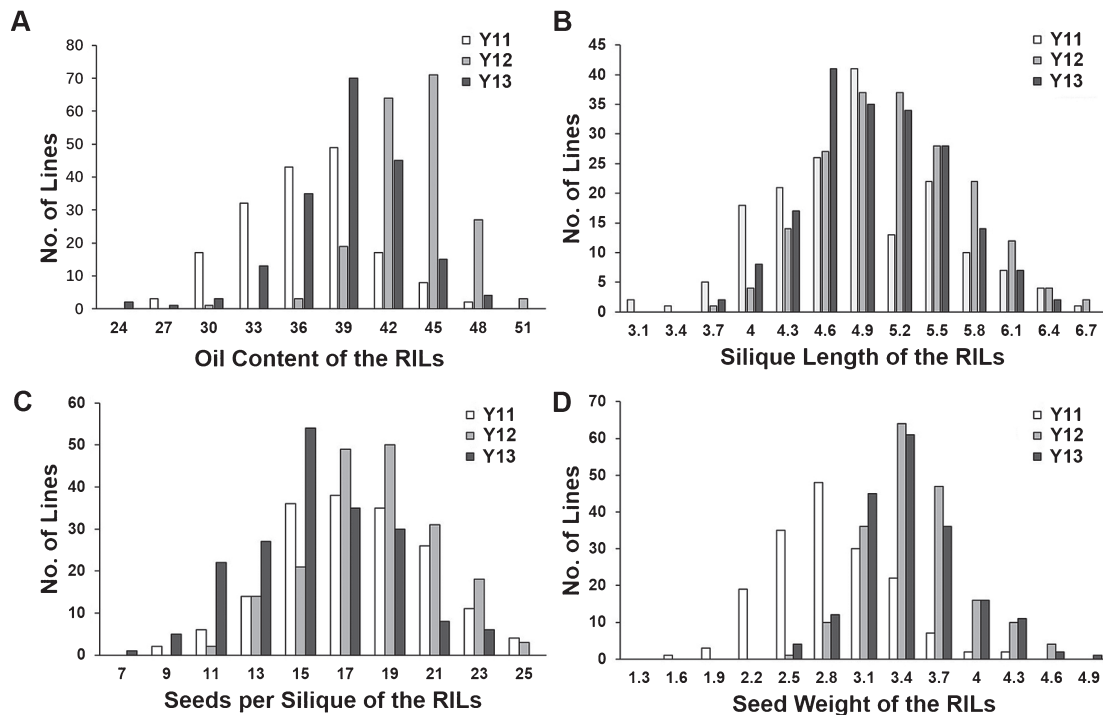 A
Y11
Y12
Y13
80
70
60
50
40
30
20
10
0
No. of Lines
24 27 30 33 36 39 42 45 48 51
Oil Content of the RILs
B
Y11
Y12
Y13
45
40
35
30
25
20
15
10
5
0
No. of Lines
3.1 3.4 3.7 4 4.3 4.6 4.9 5.2 5.5 5.8 6.1 6.4 6.7
Silique Length of the RILs
C
Y11
Y12
Y13
60
50
40
30
20
10
0
No. of Lines
7 9 11 13 15 17 19 21 23 25
Seeds per Silique of the RILs
D
Y11
Y12
Y13
70
60
50
40
30
20
10
0
No. of Lines
1.3 1.6 1.9 2.2 2.5 2.8 3.1 3.4 3.7 4 4.3 4.6 4.9
Seed Weight of the RILs